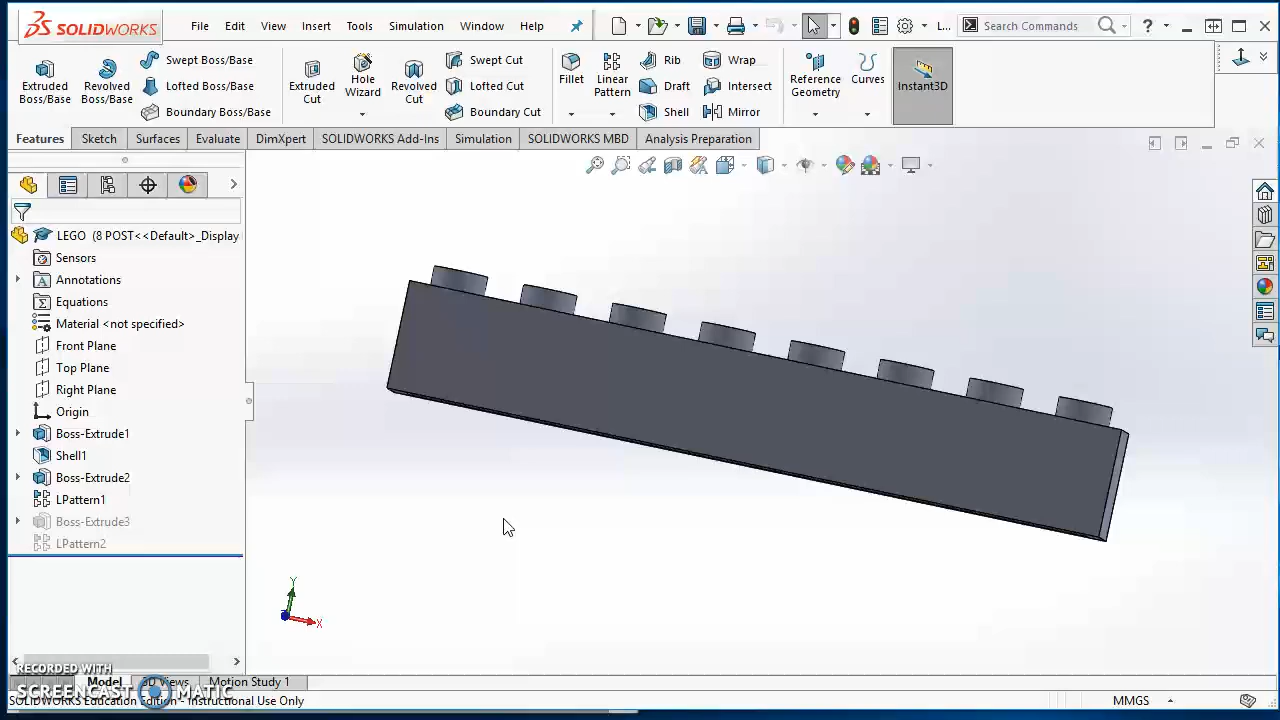 SOLIDWORKS File Edit View Insert Tools Simulation Window Help L... Search Commands ?
Extruded Boss/Base
Revolved Boss/Base
Swept Boss/Base
Lofted Boss/Base
Boundary Boss/Base
Extruded Cut
Hole Wizard
Revolved Cut
Swept Cut
Lofted Cut
Boundary Cut
Fillet
Linear Pattern
Rib
Draft
Shell
Wrap
Intersect
Mirror
Reference Geometry
Curves
Instant3D
Features Sketch Surfaces Evaluate DimXpert SOLIDWORKS Add-Ins Simulation SOLIDWORKS MBD Analysis Preparation
LEGO (8 POST<<Default>_Display
Sensors
Annotations
Equations
Material <not specified>
Front Plane
Top Plane
Right Plane
Origin
Boss-Extrude1
Shell1
Boss-Extrude2
LPattern1
Boss-Extrude3
LPattern2
Y
X
RECORDED WITH
Model 3D Views Motion Study 1
SCREENCAST MATIC
SOLIDWORKS Education Edition - Instructional Use Only MMGS